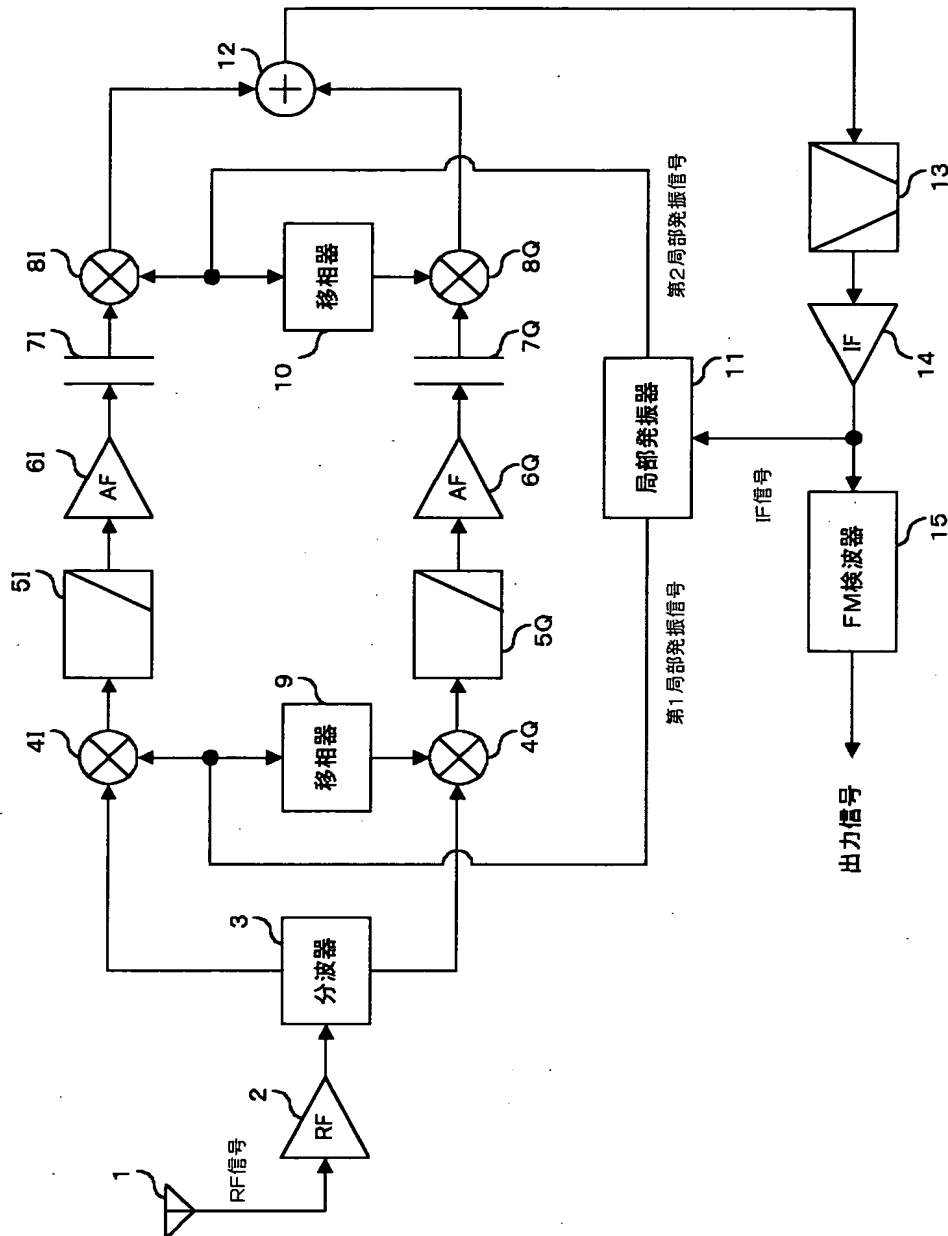 1
RF信号
2
RF
3
分波器
4I
9
移相器
4Q
5I
5Q
6I
AF
6Q
AF
7I
7Q
8I
10
移相器
8Q
12
第1局部発振信号
第2局部発振信号
11
局部発振器
IF信号
13
14
IF
15
FM検波器
出力信号